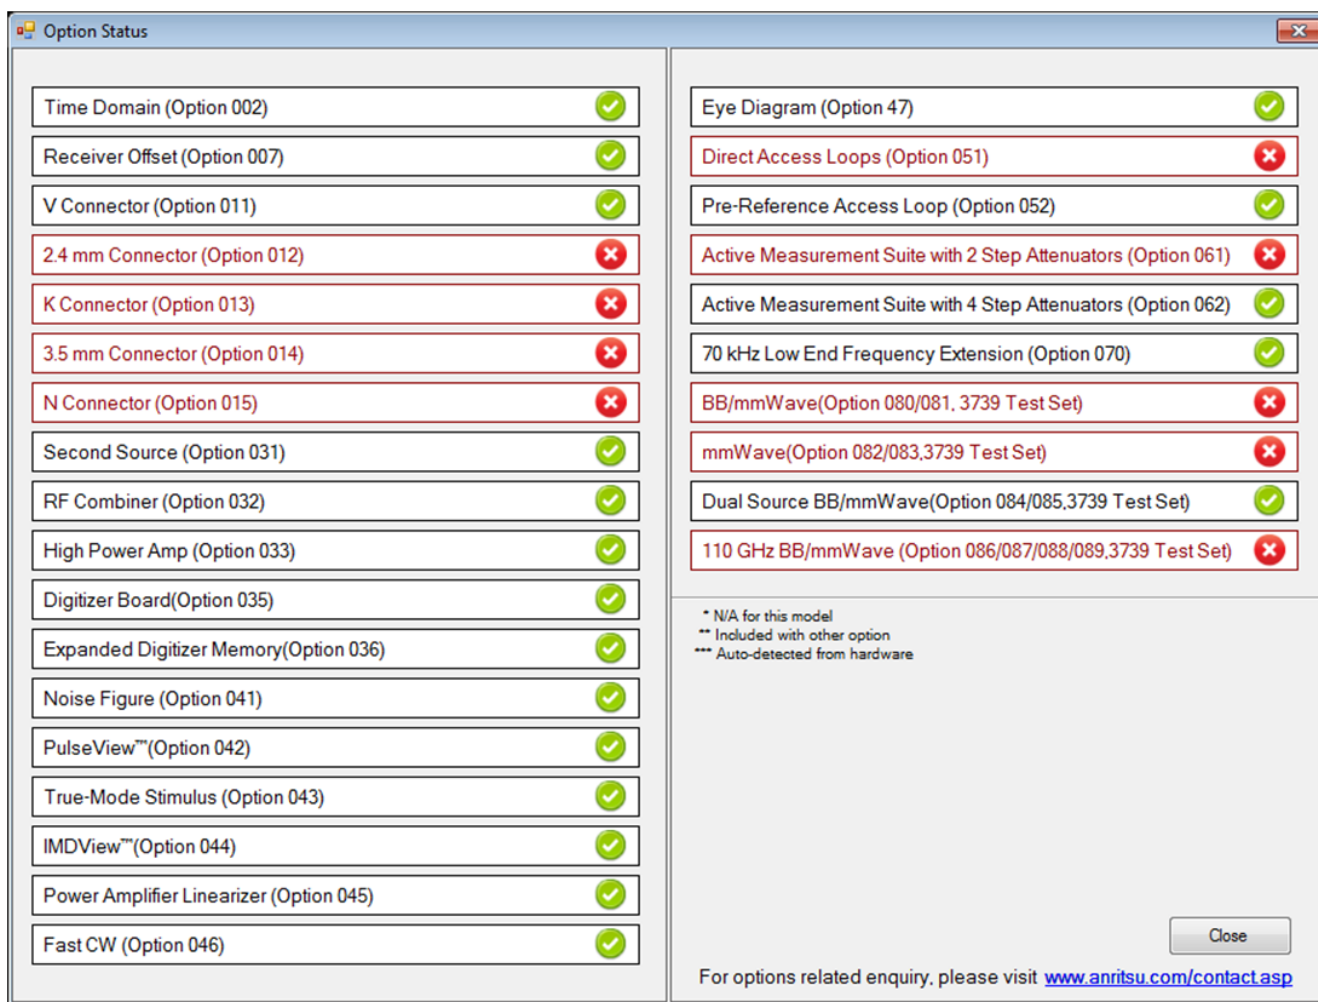 Option Status
Time Domain (Option 002)
Receiver Offset (Option 007)
V Connector (Option 011)
2.4 mm Connector (Option 012)
K Connector (Option 013)
3.5 mm Connector (Option 014)
N Connector (Option 015)
Second Source (Option 031)
RF Combiner (Option 032)
High Power Amp (Option 033)
Digitizer Board(Option 035)
Expanded Digitizer Memory(Option 036)
Noise Figure (Option 041)
PulseView™(Option 042)
True-Mode Stimulus (Option 043)
IMDView™(Option 044)
Power Amplifier Linearizer (Option 045)
Fast CW (Option 046)
Eye Diagram (Option 47)
Direct Access Loops (Option 051)
Pre-Reference Access Loop (Option 052)
Active Measurement Suite with 2 Step Attenuators (Option 061)
Active Measurement Suite with 4 Step Attenuators (Option 062)
70 kHz Low End Frequency Extension (Option 070)
BB/mmWave(Option 080/081, 3739 Test Set)
mmWave(Option 082/083,3739 Test Set)
Dual Source BB/mmWave(Option 084/085,3739 Test Set)
110 GHz BB/mmWave (Option 086/087/088/089,3739 Test Set)
* N/A for this model
** Included with other option
*** Auto-detected from hardware
Close
For options related enquiry, please visit www.anritsu.com/contact.asp